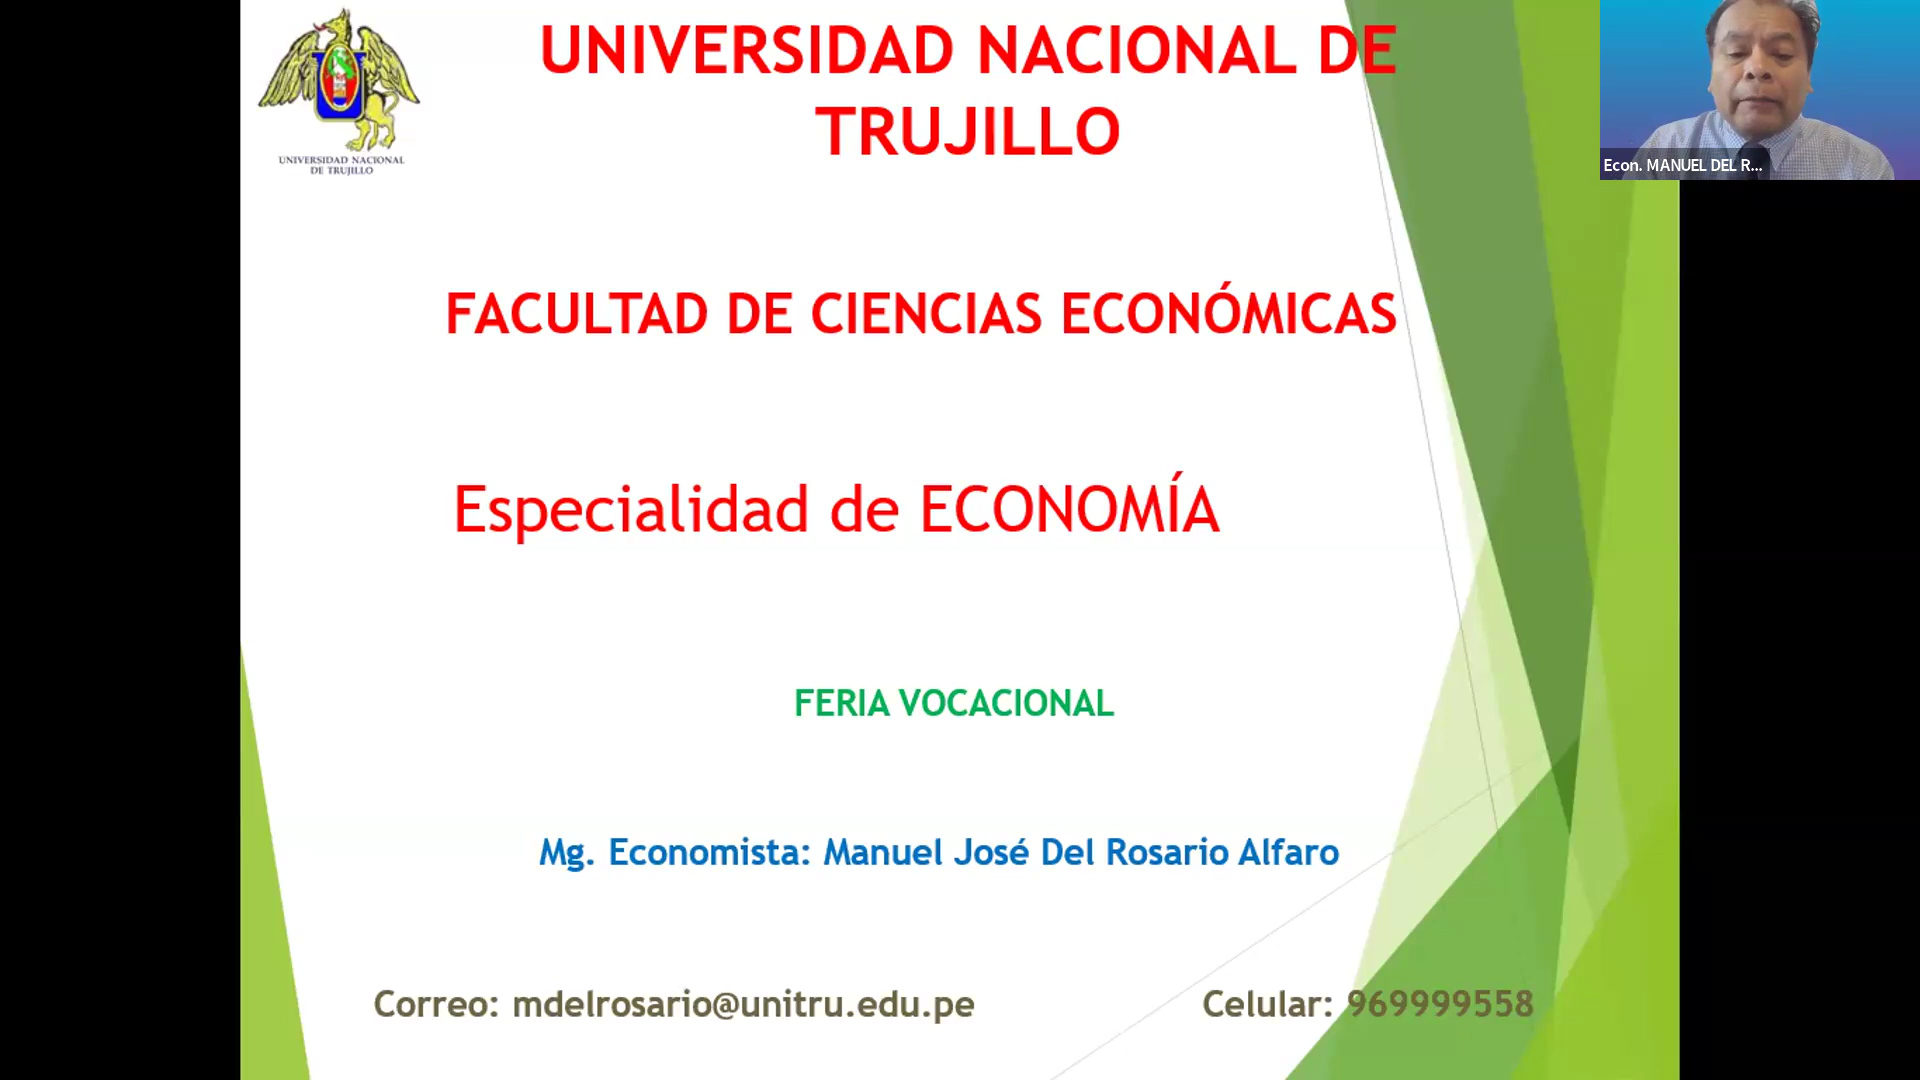 UNIVERSIDAD NACIONAL DE
TRUJILLO
UNIVERSIDAD NACIONAL
DE TRUJILLO
Econ. MANUEL DEL R...
FACULTAD DE CIENCIAS ECONÓMICAS
Especialidad de ECONOMÍA
FERIA VOCACIONAL
Mg. Economista: Manuel José Del Rosario Alfaro
Correo: mdelrosario@unitru.edu.pe Celular: 969999558